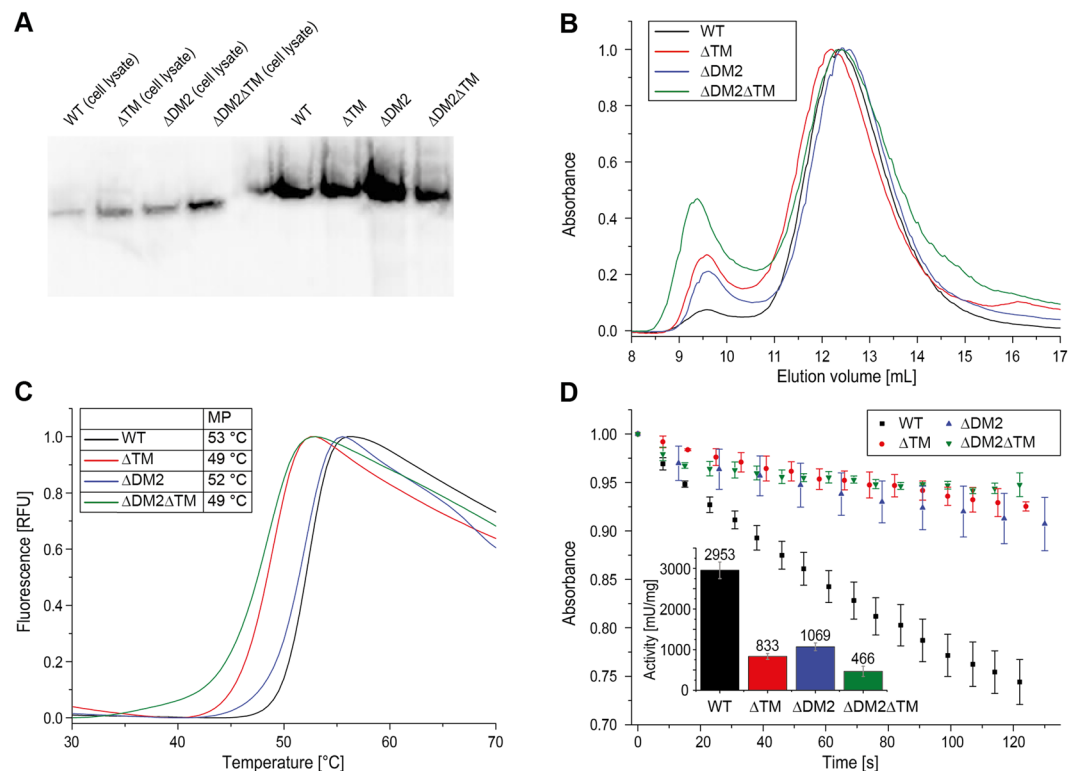 A
WT (cell lysate)
ΔTM (cell lysate)
ΔDM2 (cell lysate)
ΔDM2ΔTM (cell lysate)
WT
ΔTM
ΔDM2
ΔDM2ΔTM
B
WT
ΔTM
ΔDM2
ΔDM2ΔTM
Absorbance
1.0
0.8
0.6
0.4
0.2
0.0
8 9 10 11 12 13 14 15 16 17
Elution volume [mL]
C
MP
WT 53 °C
ΔTM 49 °C
ΔDM2 52 °C
ΔDM2ΔTM 49 °C
Fluorescence [RFU]
1.0
0.8
0.6
0.4
0.2
0.0
30 40 50 60 70
Temperature [°C]
D
WT ΔDM2
ΔTM ΔDM2ΔTM
Absorbance
1.00
0.95
0.90
0.85
0.80
0.75
0.70
Activity [mU/mg]
3000
2000
1000
0
2953
833
1069
466
WT ΔTM ΔDM2 ΔDM2ΔTM
0 20 40 60 80 100 120
Time [s]